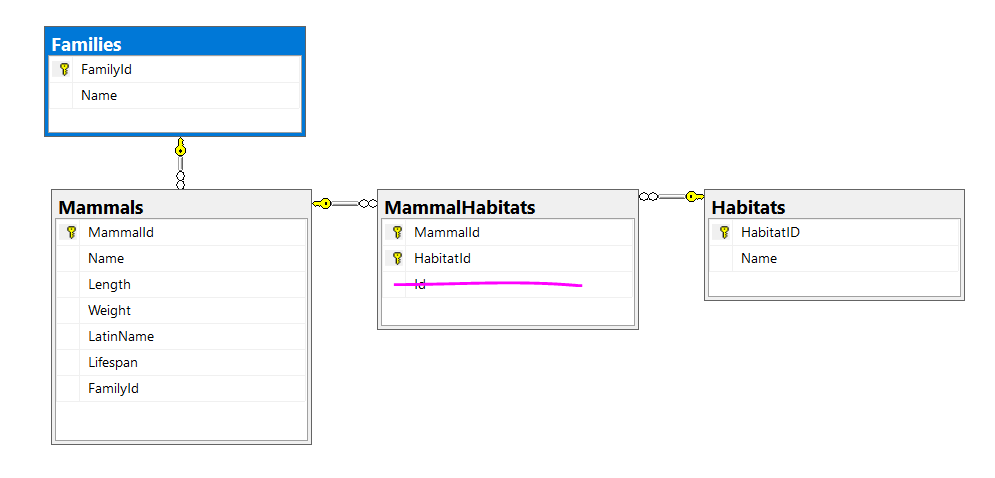 Families
FamilyId
Name
Mammals
MammalId
Name
Length
Weight
LatinName
Lifespan
FamilyId
MammalHabitats
MammalId
HabitatId
Id
Habitats
HabitatID
Name